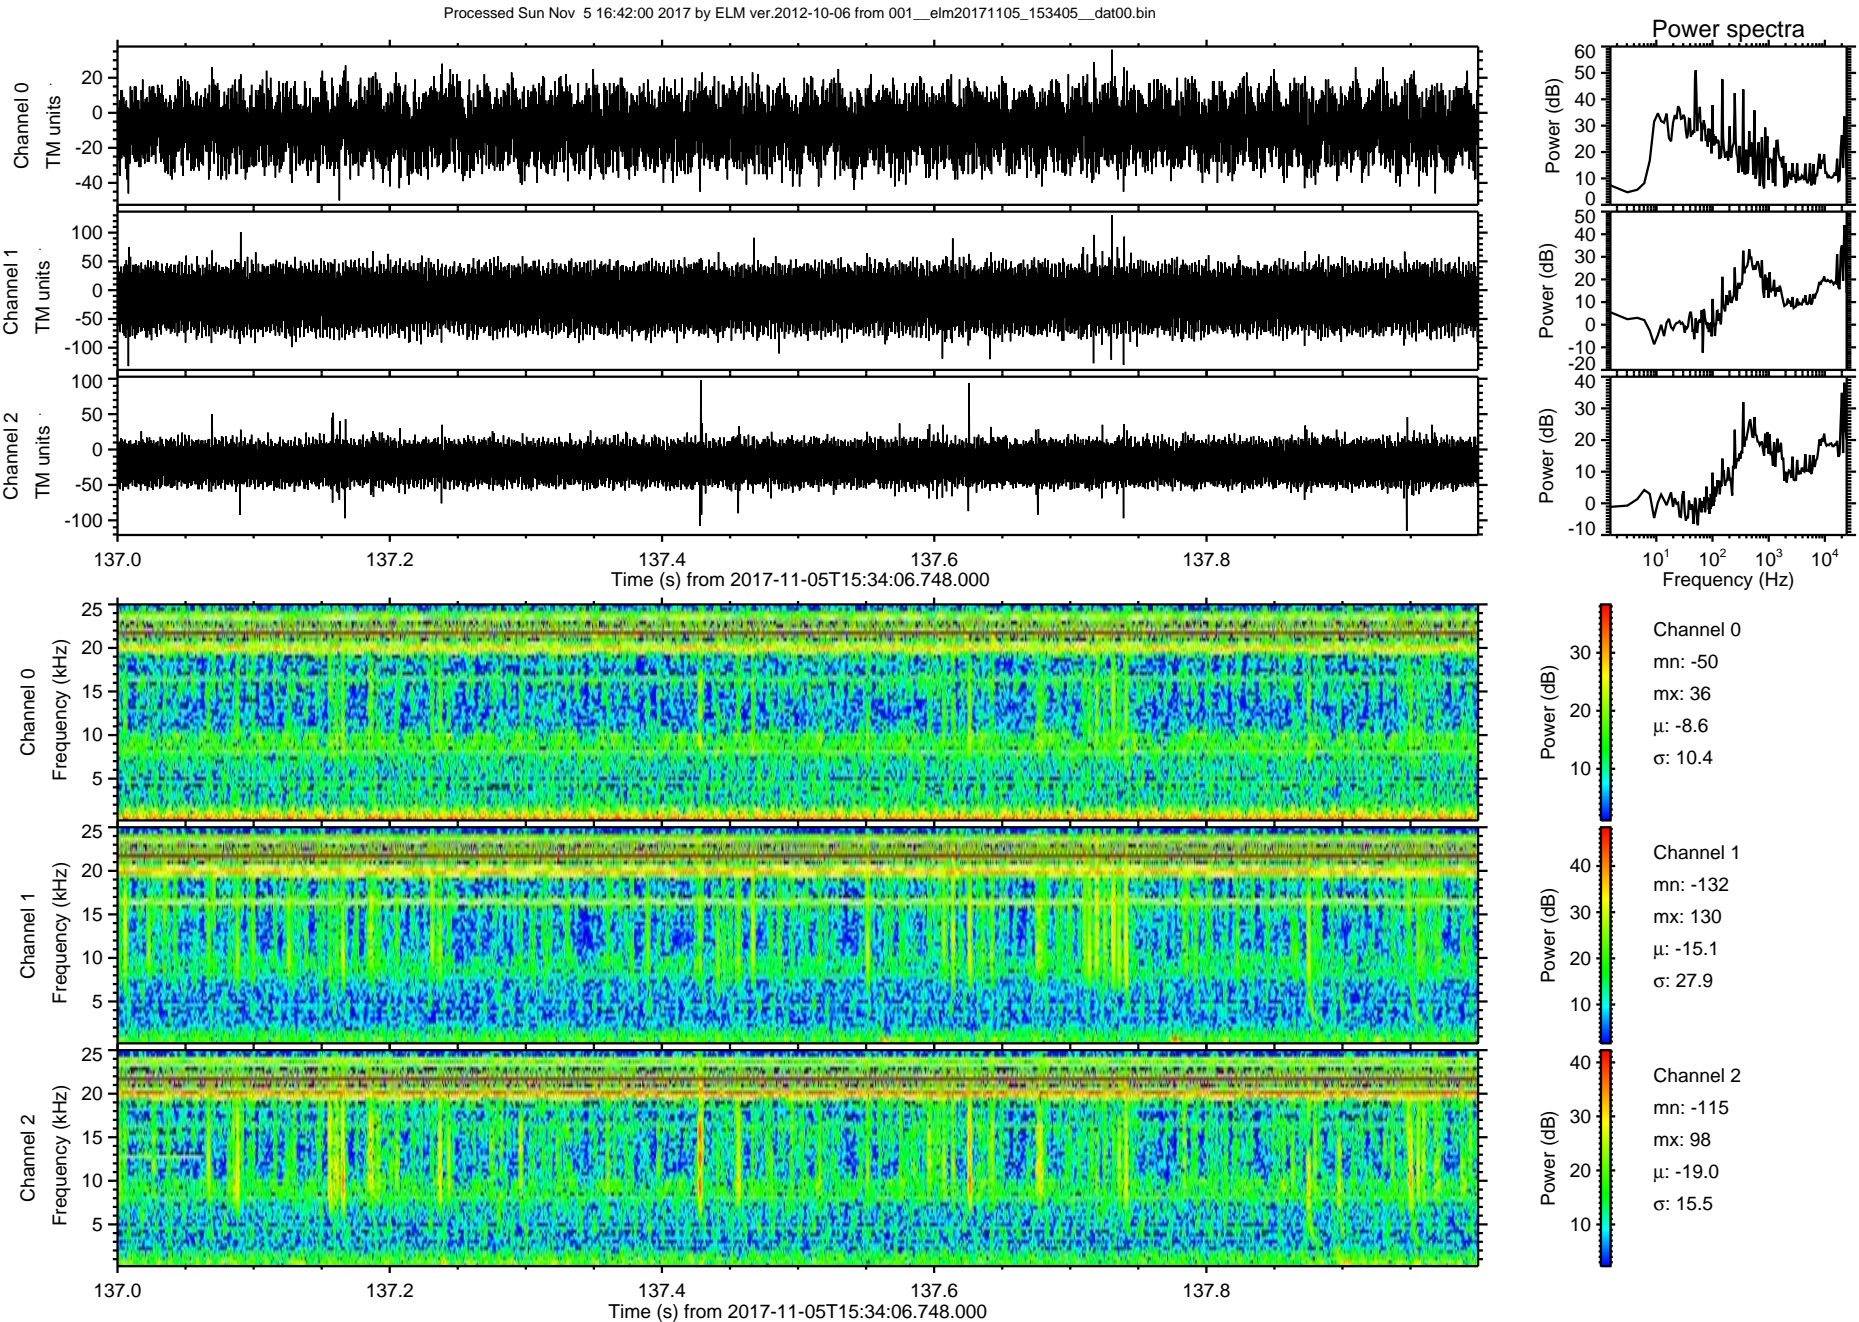 Processed Sun Nov  5 16:42:00 2017 by ELM ver.2012-10-06 from 001__elm20171105_153405__dat00.bin
Power spectra
Channel 0
TM units
20
0
-20
-40
Power (dB)
60
50
40
30
20
10
0
Channel 1
TM units
100
50
0
-50
-100
Power (dB)
50
40
30
20
10
0
-10
-20
Channel 2
TM units
100
50
0
-50
-100
Power (dB)
40
30
20
10
0
-10
137.0 137.2 137.4 137.6 137.8
Time (s) from 2017-11-05T15:34:06.748.000
10¹ 10² 10³ 10⁴
Frequency (Hz)
Channel 0
Frequency (kHz)
25
20
15
10
5
Power (dB)
30
20
10
Channel 0
mn: -50
mx: 36
μ: -8.6
σ: 10.4
Channel 1
Frequency (kHz)
25
20
15
10
5
Power (dB)
40
30
20
10
Channel 1
mn: -132
mx: 130
μ: -15.1
σ: 27.9
Channel 2
Frequency (kHz)
25
20
15
10
5
Power (dB)
40
30
20
10
Channel 2
mn: -115
mx: 98
μ: -19.0
σ: 15.5
137.0 137.2 137.4 137.6 137.8
Time (s) from 2017-11-05T15:34:06.748.000